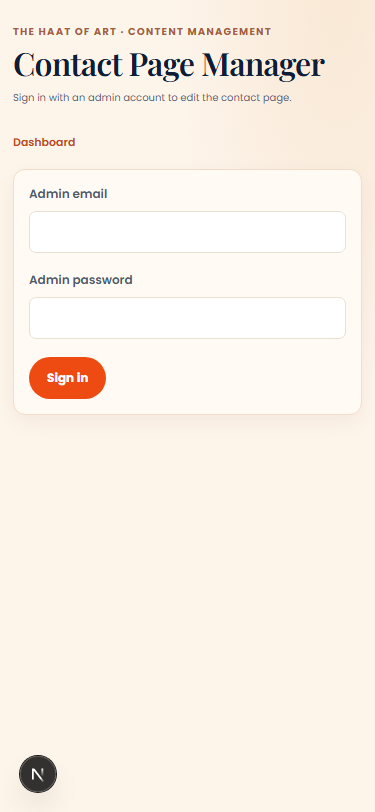 THE HAAT OF ART · CONTENT MANAGEMENT
Contact Page Manager
Sign in with an admin account to edit the contact page.
Dashboard
Admin email
Admin password
Sign in
N